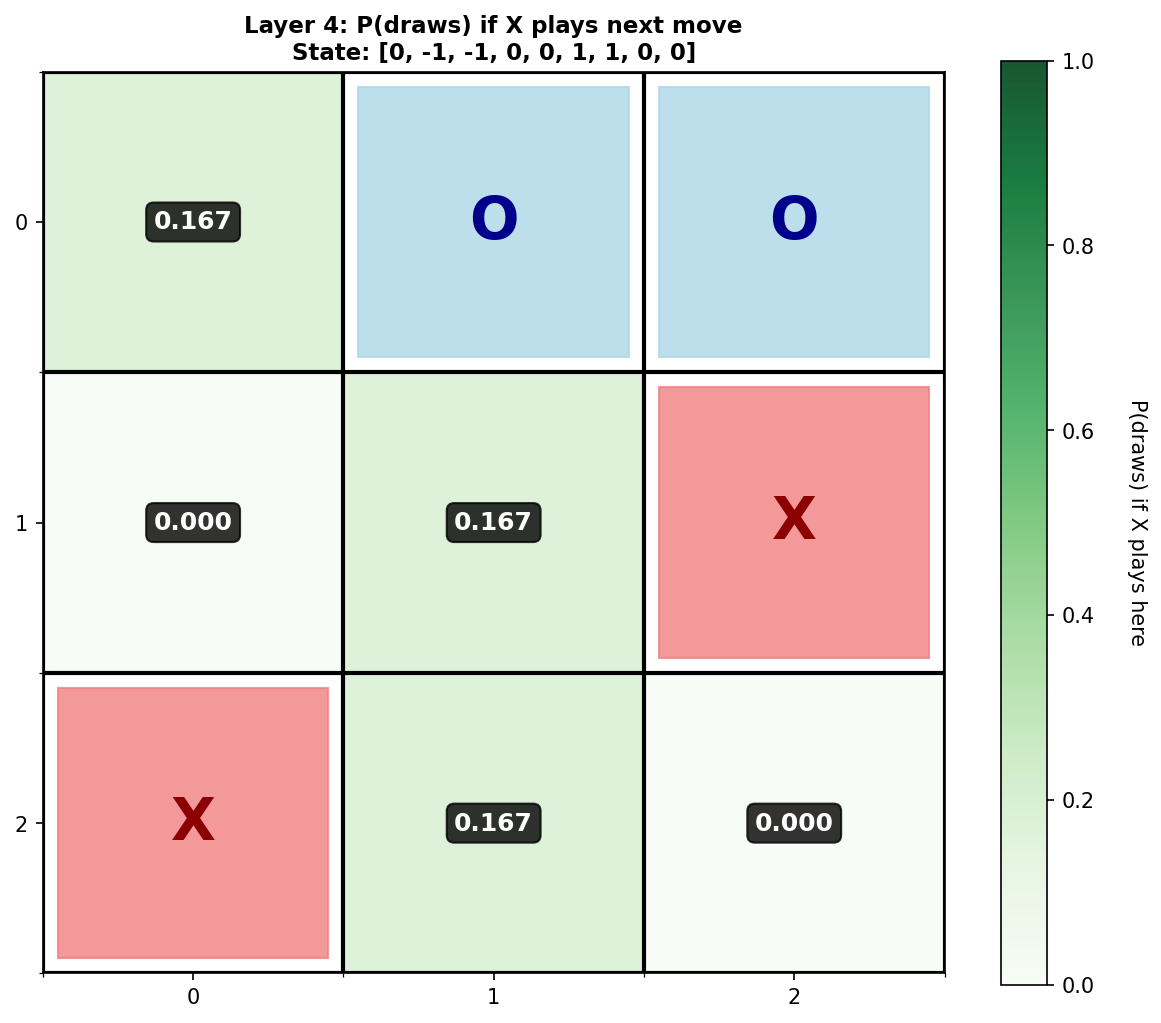 Layer 4: P(draws) if X plays next move
State: [0, -1, -1, 0, 0, 1, 1, 0, 0]
0.167
O
O
0.000
0.167
X
X
0.167
0.000
0
1
2
0
1
2
1.0
0.8
0.6
0.4
0.2
0.0
P(draws) if X plays here